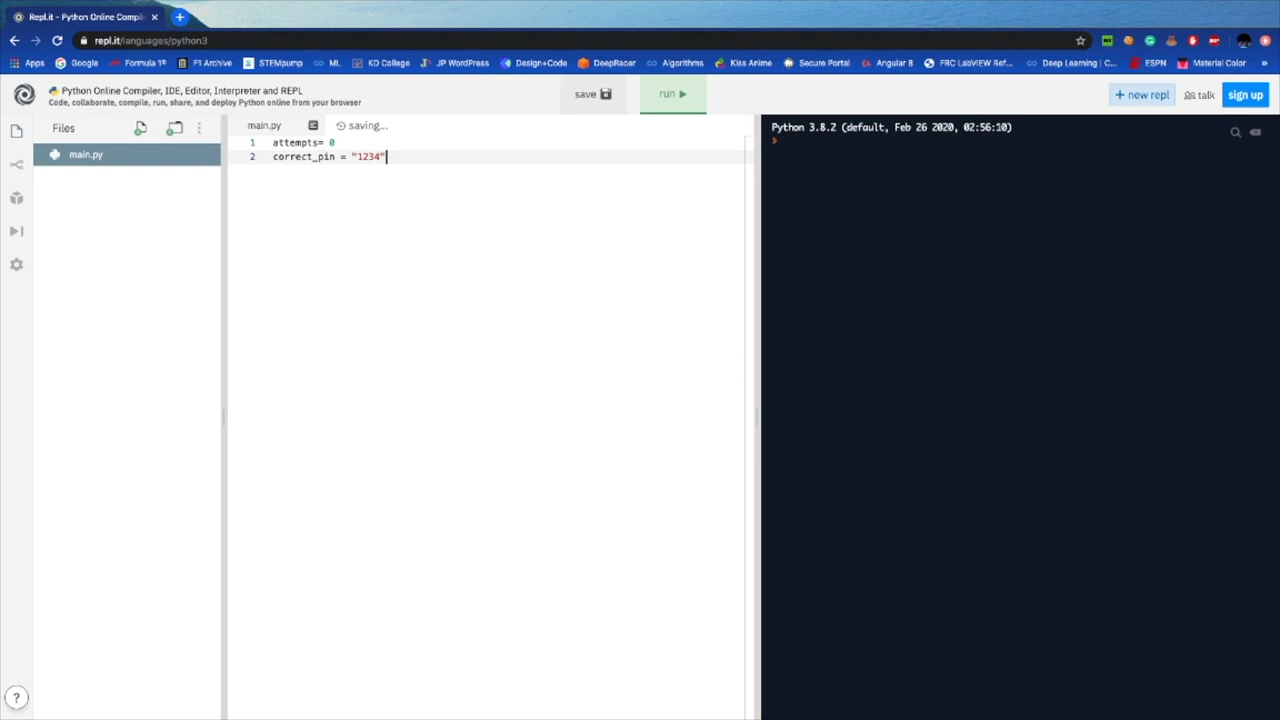 Repl.it - Python Online Compil
repl.it/languages/python3
Apps Google Formula 1® F1 Archive STEMpump ML KD College JP WordPress Design+Code DeepRacer Algorithms Kiss Anime Secure Portal Angular 8 FRC LabVIEW Ref... Deep Learning | C... ESPN Material Color »
Python Online Compiler, IDE, Editor, Interpreter and REPL
Code, collaborate, compile, run, share, and deploy Python online from your browser
save run + new repl talk sign up
Files
main.py
main.py saving...
1 attempts= 0
2 correct_pin = "1234"
Python 3.8.2 (default, Feb 26 2020, 02:56:10)
?